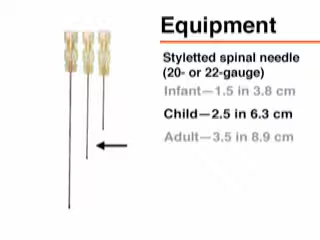 Equipment
Styletted spinal needle
(20- or 22-gauge)
Infant—1.5 in 3.8 cm
Child—2.5 in 6.3 cm
Adult—3.5 in 8.9 cm